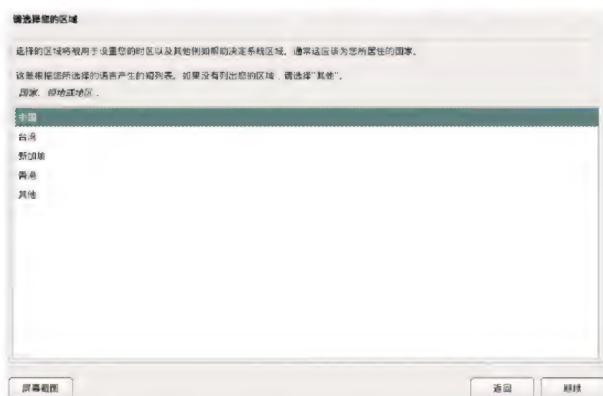 请选择您的区域
选择的区域将被用于设置您的时区以及其他例如帮助决定系统区域。通常这应该为您所居住的国家。
这是根据您所选择的语言产生的短列表。如果没有列出您的区域，请选择"其他"。
国家、领地或地区：
中国
台湾
新加坡
香港
其他
屏幕截图
返回
继续